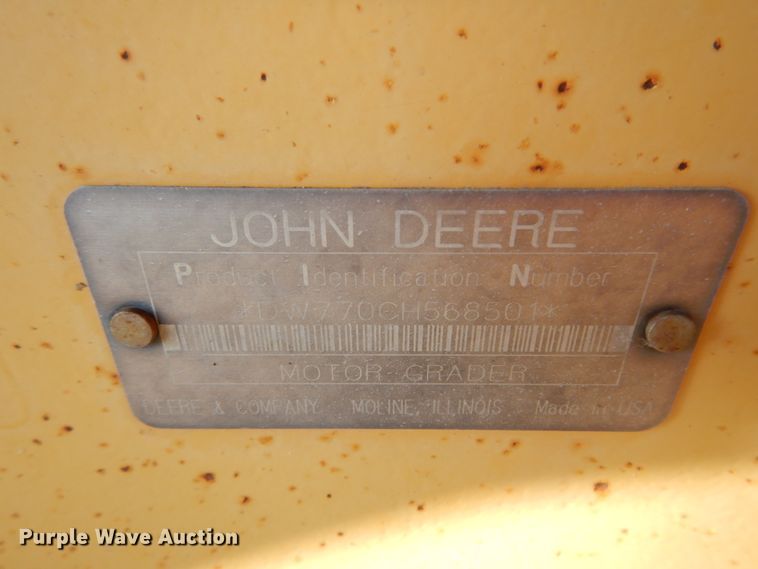 JOHN DEERE
Product Identification Number
*DW770CH568501*
MOTOR GRADER
DEERE & COMPANY MOLINE, ILLINOIS Made in USA
Purple Wave Auction